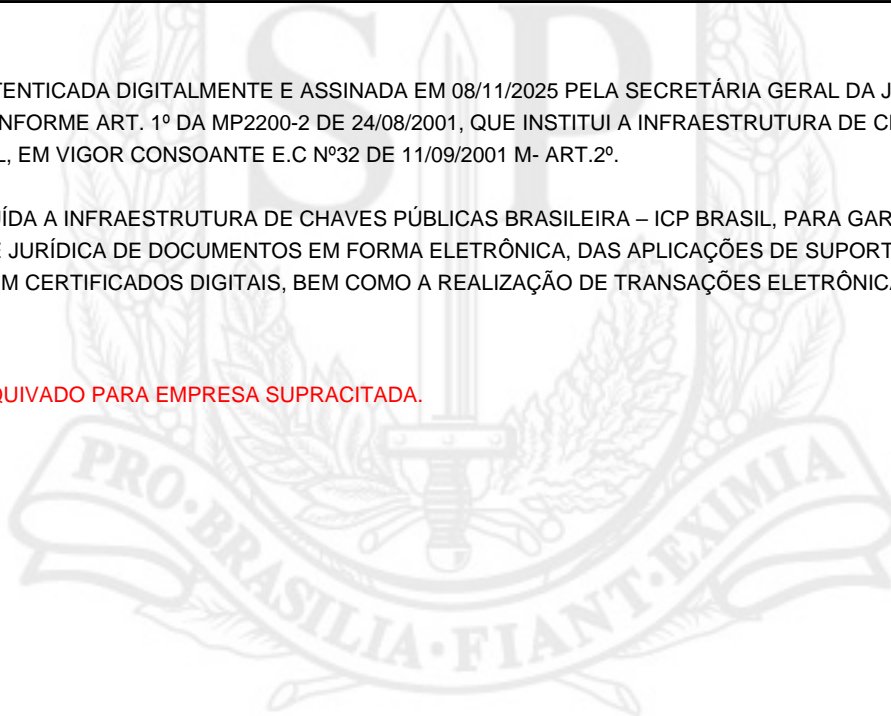 TENTICADA DIGITALMENTE E ASSINADA EM 08/11/2025 PELA SECRETÁRIA GERAL DA J
NFORME ART. 1º DA MP2200-2 DE 24/08/2001, QUE INSTITUI A INFRAESTRUTURA DE C
L, EM VIGOR CONSOANTE E.C Nº32 DE 11/09/2001 M- ART.2º.
ÍDA A INFRAESTRUTURA DE CHAVES PÚBLICAS BRASILEIRA – ICP BRASIL, PARA GAR
E JURÍDICA DE DOCUMENTOS EM FORMA ELETRÔNICA, DAS APLICAÇÕES DE SUPORT
M CERTIFICADOS DIGITAIS, BEM COMO A REALIZAÇÃO DE TRANSAÇÕES ELETRÔNICA
QUIVADO PARA EMPRESA SUPRACITADA.
SP
PRO·BRASILIA·FIANT·EXIMIA